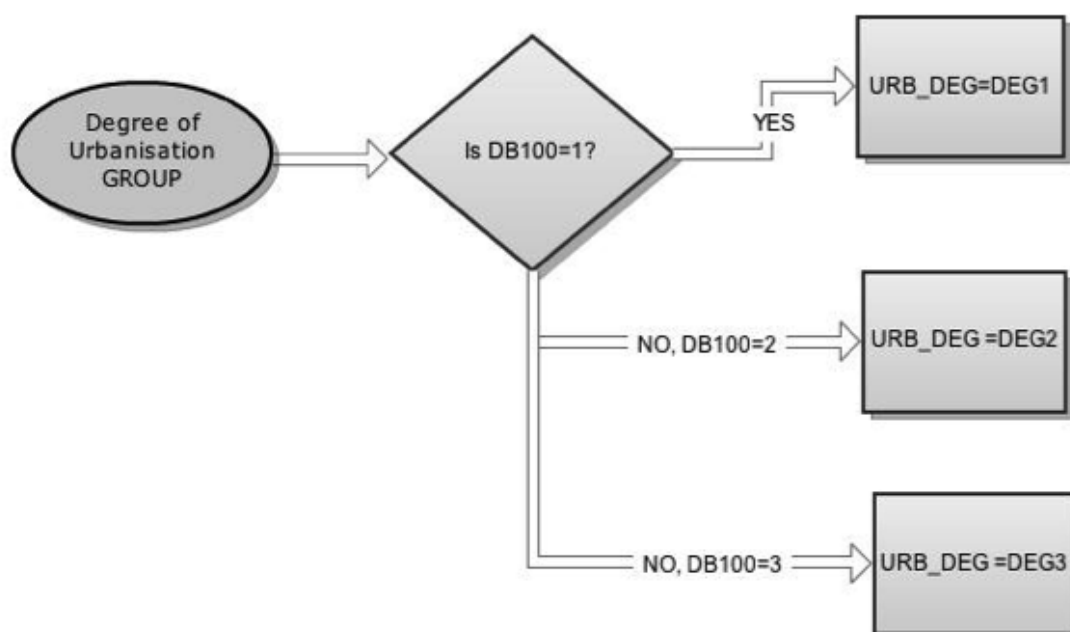 Degree of
Urbanisation
GROUP
Is DB100=1?
YES
URB_DEG=DEG1
NO, DB100=2
URB_DEG =DEG2
NO, DB100=3
URB_DEG =DEG3